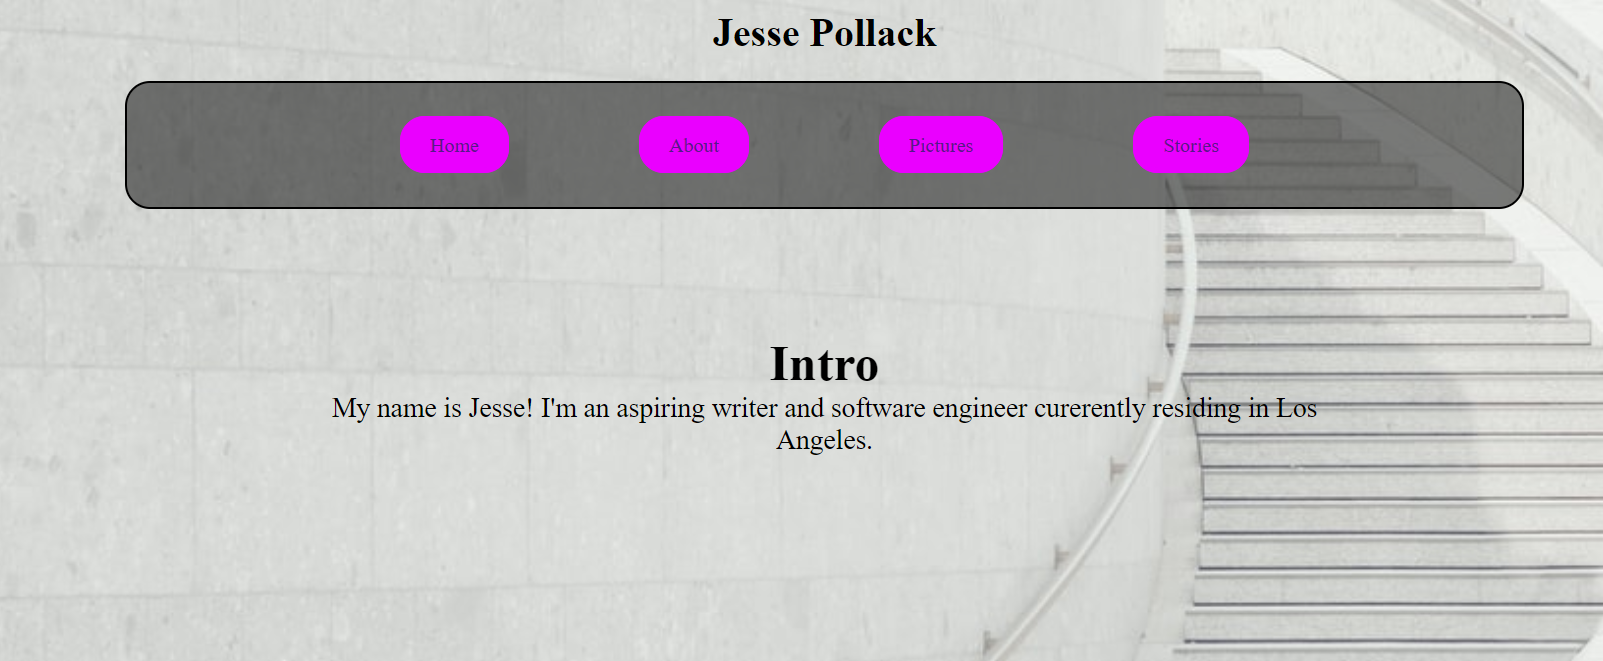 Jesse Pollack
Home About Pictures Stories
Intro
My name is Jesse! I'm an aspiring writer and software engineer curerently residing in Los
Angeles.